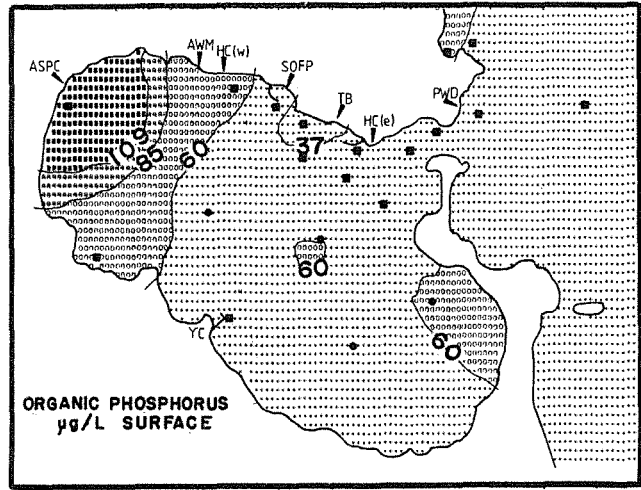 ASPC
AWM
HC(w)
SOFP
TB
HC(e)
PWD
109
85
60
37
60
60
YC
ORGANIC PHOSPHORUS
µg/L SURFACE